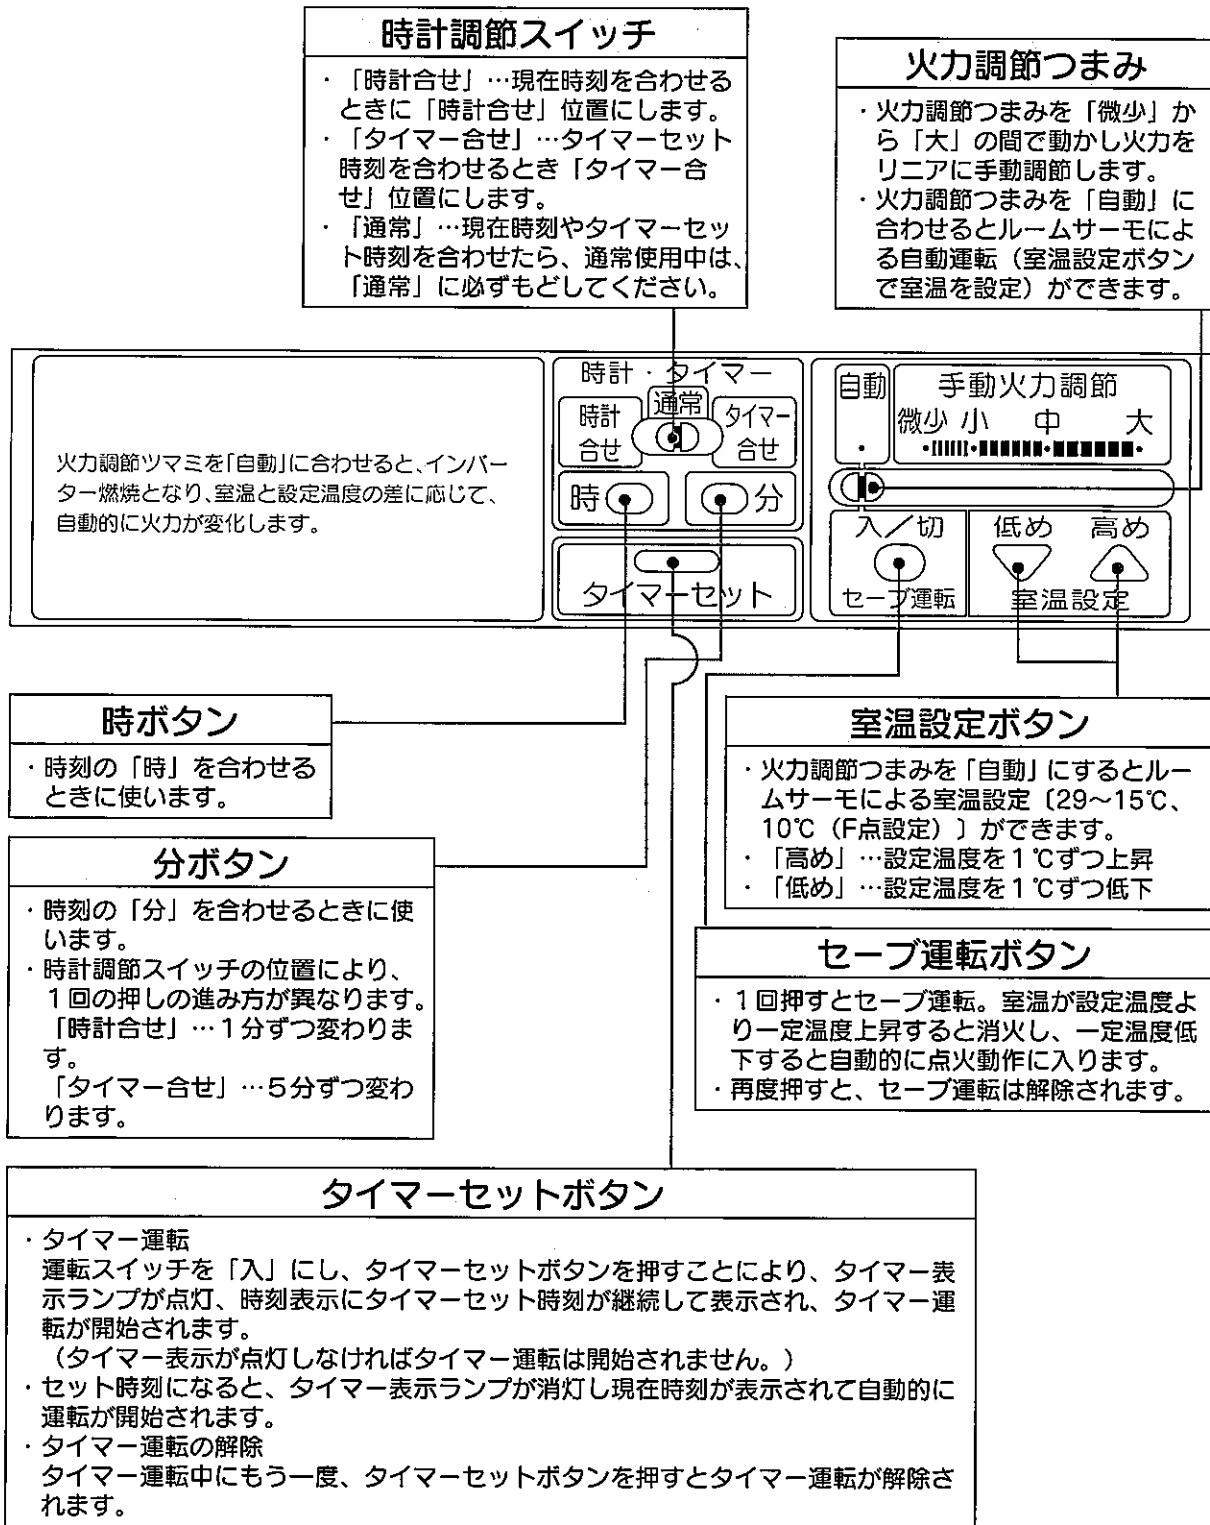 時計調節スイッチ
・「時計合せ」…現在時刻を合わせる
ときに「時計合せ」位置にします。
・「タイマー合せ」…タイマーセット
時刻を合わせるとき「タイマー合
せ」位置にします。
・「通常」…現在時刻やタイマーセッ
ト時刻を合わせたら、通常使用中は、
「通常」に必ずもどしてください。
火力調節つまみ
・火力調節つまみを「微少」か
ら「大」の間で動かし火力を
リニアに手動調節します。
・火力調節つまみを「自動」に
合わせるとルームサーモによ
る自動運転（室温設定ボタン
で室温を設定）ができます。
火力調節ツマミを「自動」に合わせると、インバー
ター燃焼となり、室温と設定温度の差に応じて、
自動的に火力が変化します。
時計・タイマー
時計
合せ
通常
タイマー
合せ
時
分
タイマーセット
自動
手動火力調節
微少 小 中 大
入／切
セーブ運転
低め 高め
室温設定
時ボタン
・時刻の「時」を合わせる
ときに使います。
分ボタン
・時刻の「分」を合わせるときに使
います。
・時計調節スイッチの位置により、
１回の押しの進み方が異なります。
「時計合せ」…１分ずつ変わりま
す。
「タイマー合せ」…５分ずつ変わ
ります。
室温設定ボタン
・火力調節つまみを「自動」にするとルー
ムサーモによる室温設定〔29～15℃、
10℃（F点設定）〕ができます。
・「高め」…設定温度を１℃ずつ上昇
・「低め」…設定温度を１℃ずつ低下
セーブ運転ボタン
・１回押すとセーブ運転。室温が設定温度よ
り一定温度上昇すると消火し、一定温度低
下すると自動的に点火動作に入ります。
・再度押すと、セーブ運転は解除されます。
タイマーセットボタン
・タイマー運転
運転スイッチを「入」にし、タイマーセットボタンを押すことにより、タイマー表
示ランプが点灯、時刻表示にタイマーセット時刻が継続して表示され、タイマー運
転が開始されます。
（タイマー表示が点灯しなければタイマー運転は開始されません。）
・セット時刻になると、タイマー表示ランプが消灯し現在時刻が表示されて自動的に
運転が開始されます。
・タイマー運転の解除
タイマー運転中にもう一度、タイマーセットボタンを押すとタイマー運転が解除さ
れます。